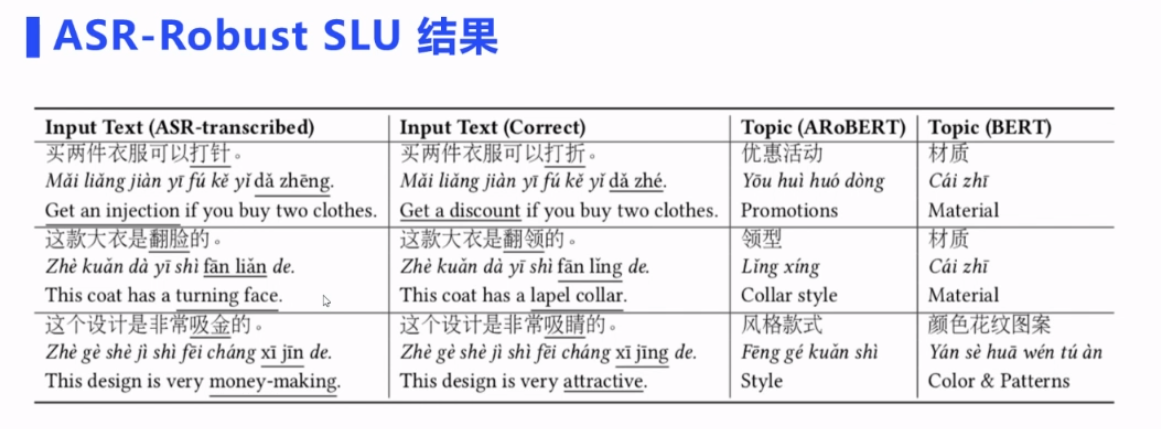 ASR-Robust SLU 结果
Input Text (ASR-transcribed) Input Text (Correct) Topic (ARoBERT) Topic (BERT)
买两件衣服可以打针。 买两件衣服可以打折。 优惠活动 材质
Mǎi liǎng jiàn yī fú kě yǐ dǎ zhēng. Mǎi liǎng jiàn yī fú kě yǐ dǎ zhé. Yōu huì huó dòng Cái zhī
Get an injection if you buy two clothes. Get a discount if you buy two clothes. Promotions Material
这款大衣是翻脸的。 这款大衣是翻领的。 领型 材质
Zhè kuǎn dà yī shì fān liǎn de. Zhè kuǎn dà yī shì fān lǐng de. Lǐng xíng Cái zhī
This coat has a turning face. This coat has a lapel collar. Collar style Material
这个设计是非常吸金的。 这个设计是非常吸睛的。 风格款式 颜色花纹图案
Zhè gè shè jì shì fēi cháng xī jīn de. Zhè gè shè jì shì fēi cháng xī jīng de. Fēng gé kuǎn shì Yán sè huā wén tú àn
This design is very money-making. This design is very attractive. Style Color & Patterns